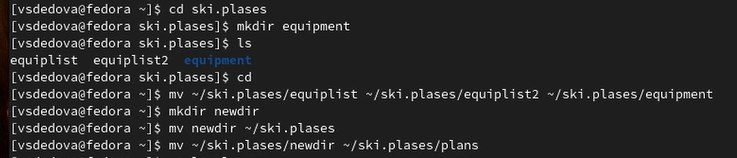 [vsdedova@fedora ~]$ cd ski.plases
[vsdedova@fedora ski.plases]$ mkdir equipment
[vsdedova@fedora ski.plases]$ ls
equiplist  equiplist2  equipment
[vsdedova@fedora ski.plases]$ cd
[vsdedova@fedora ~]$ mv ~/ski.plases/equiplist ~/ski.plases/equiplist2 ~/ski.plases/equipment
[vsdedova@fedora ~]$ mkdir newdir
[vsdedova@fedora ~]$ mv newdir ~/ski.plases
[vsdedova@fedora ~]$ mv ~/ski.plases/newdir ~/ski.plases/plans